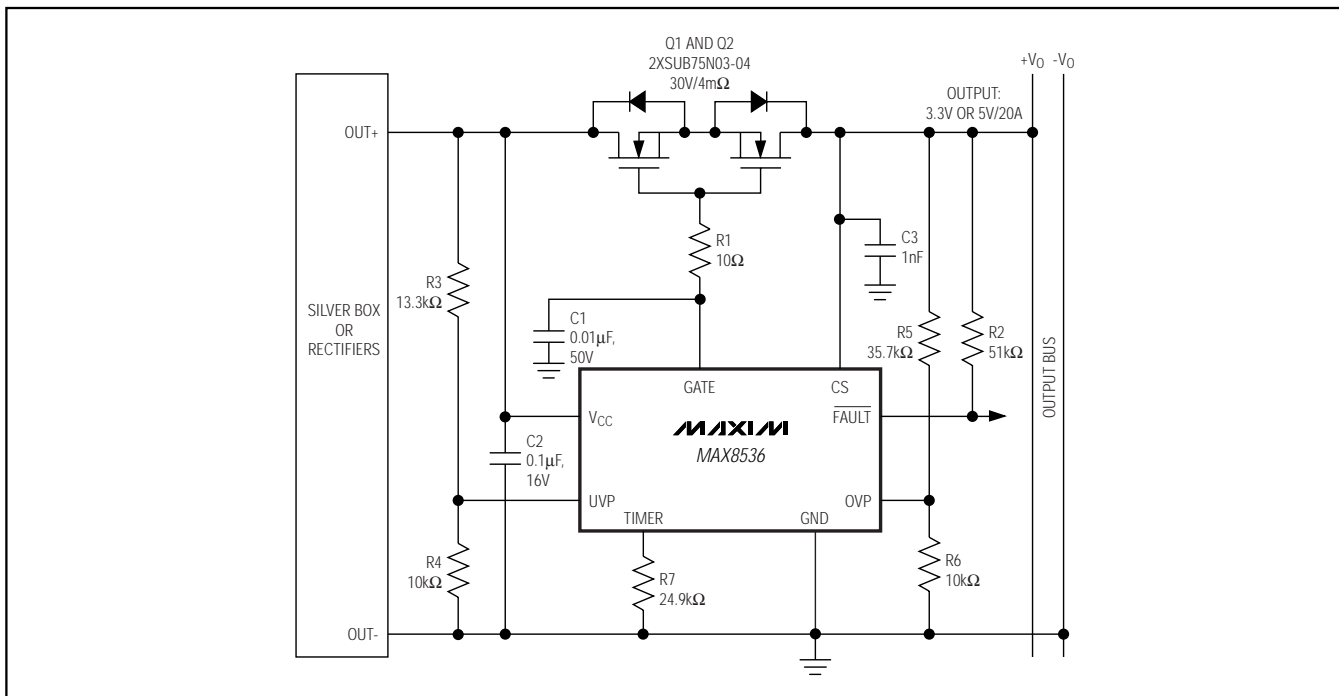 Q1 AND Q2
2XSUB75N03-04
30V/4mΩ
+VO -VO
OUTPUT:
3.3V OR 5V/20A
OUT+
R1
10Ω
C3
1nF
R3
13.3kΩ
SILVER BOX
OR
RECTIFIERS
C1
0.01µF,
50V
R5
35.7kΩ
R2
51kΩ
OUTPUT BUS
GATE
CS
VCC
MAXIM
FAULT
MAX8536
C2
0.1µF,
16V
UVP
OVP
TIMER
GND
R4
10kΩ
R7
24.9kΩ
R6
10kΩ
OUT-